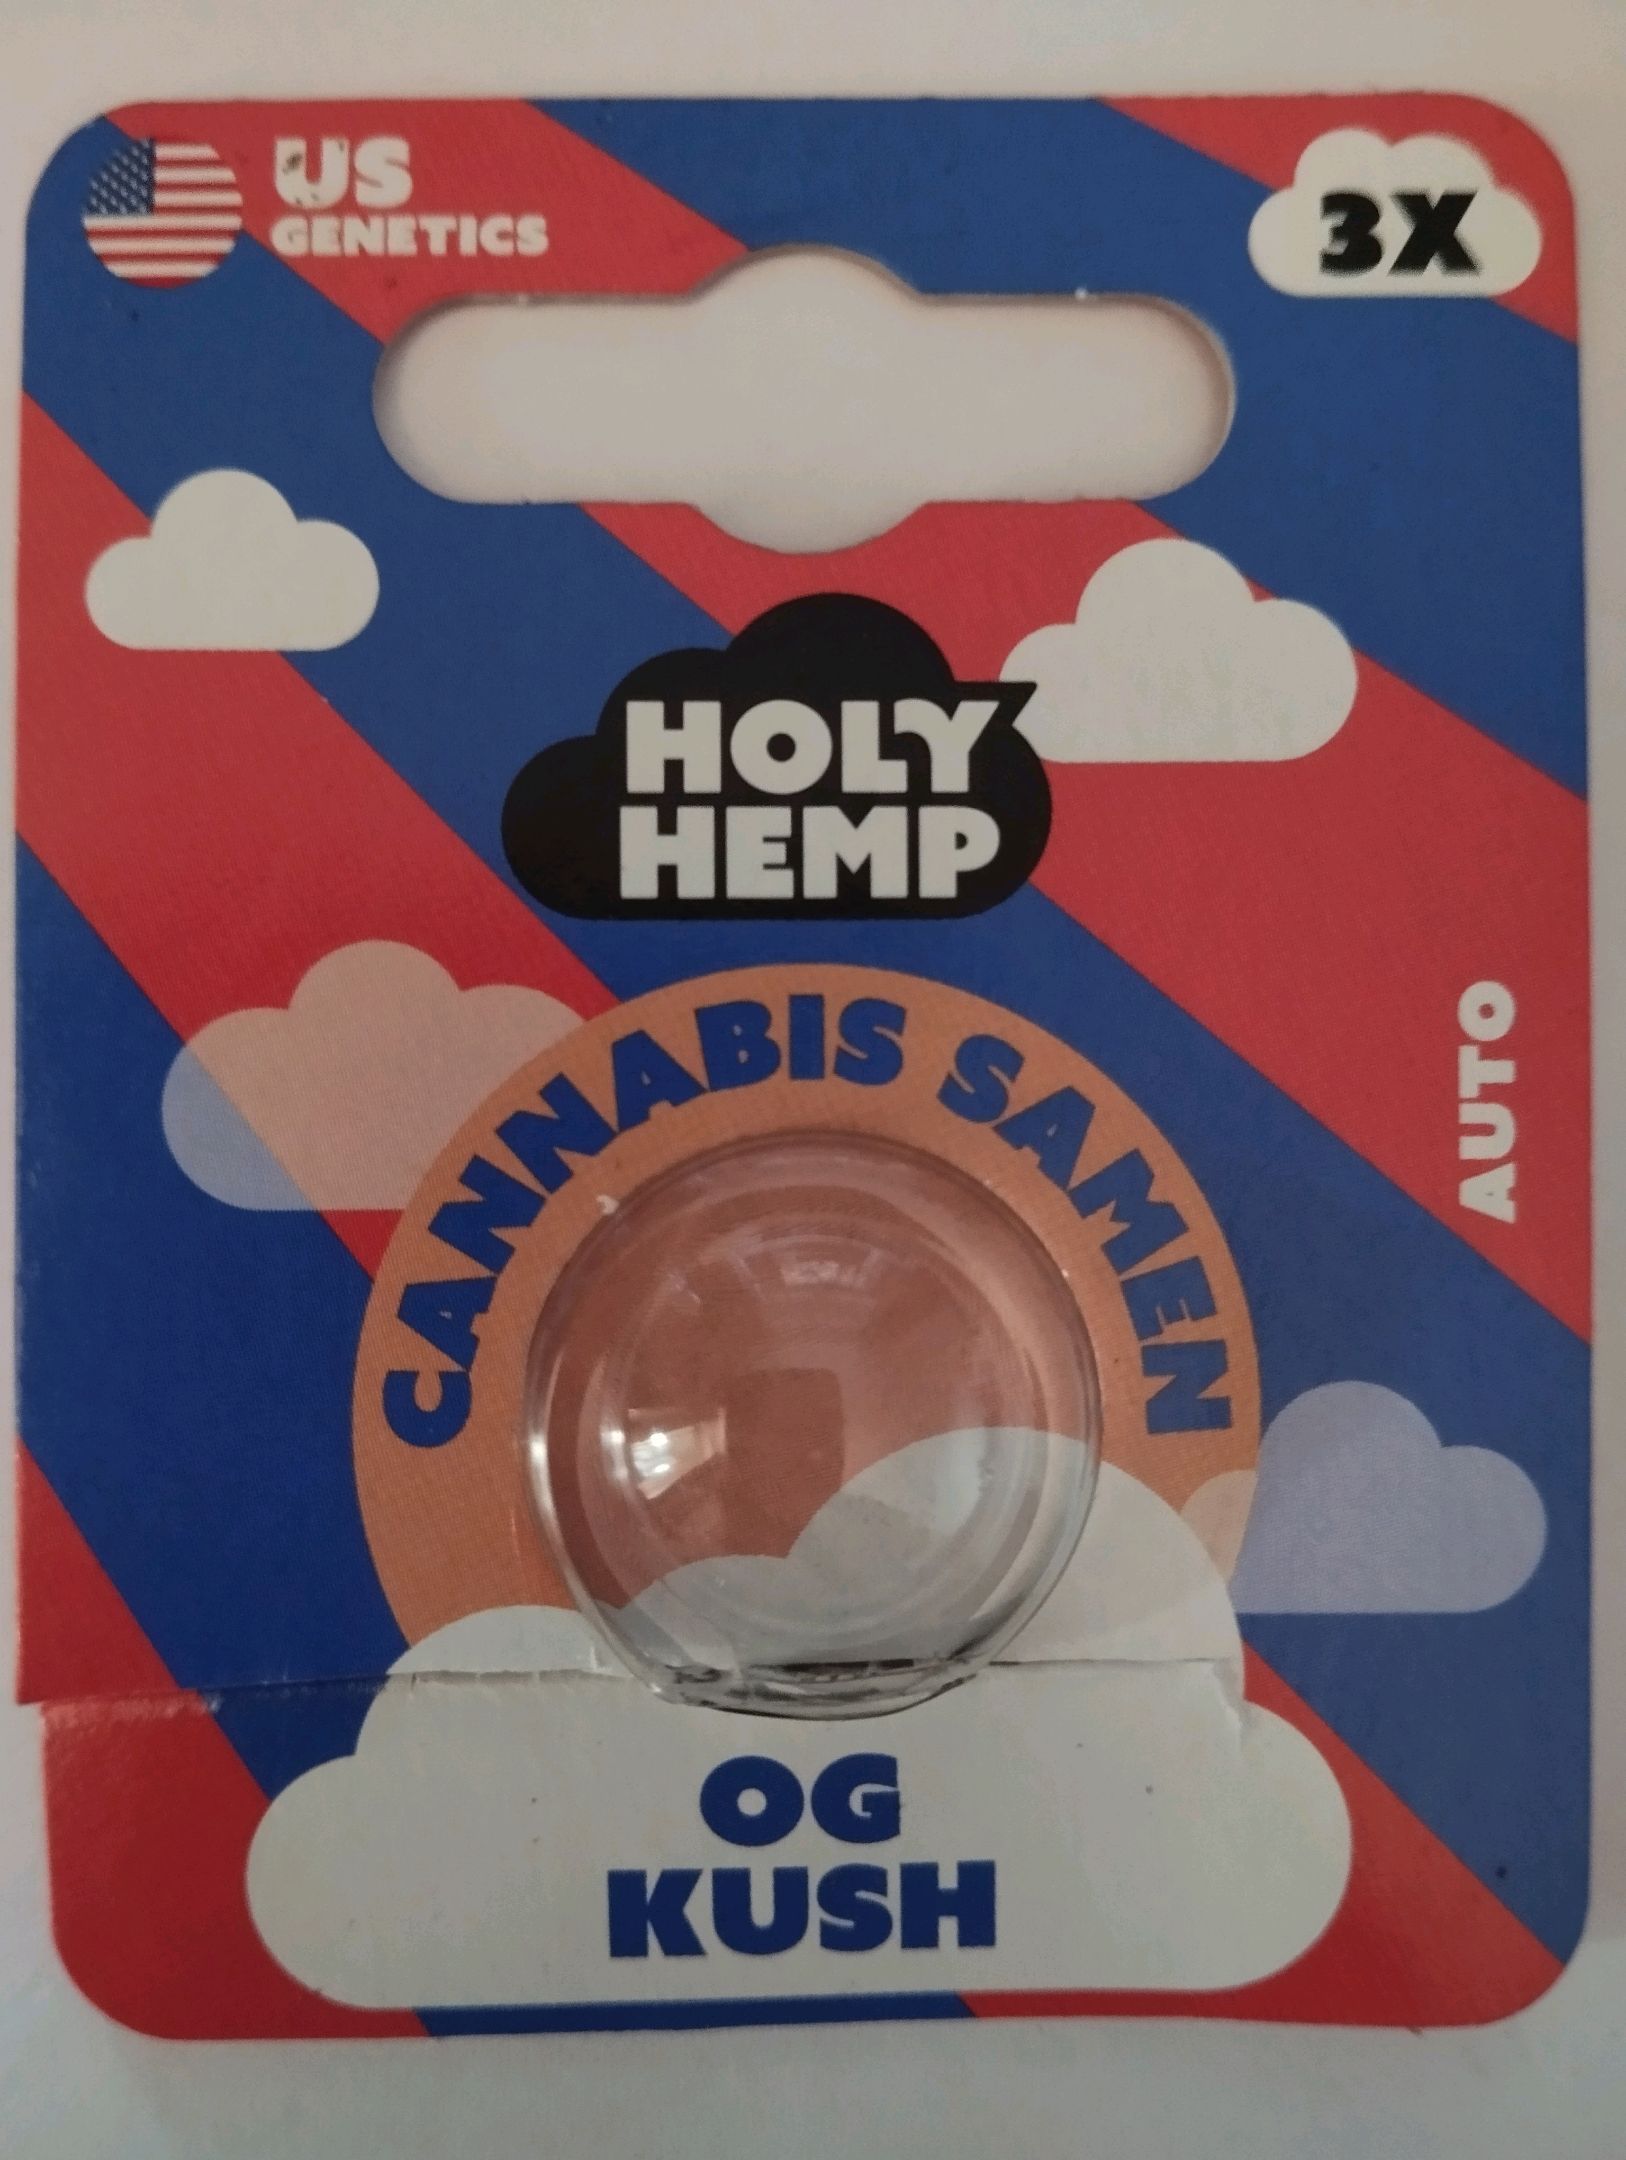 US
GENETICS
3X
HOLY
HEMP
CANNABIS SAMEN
AUTO
OG
KUSH